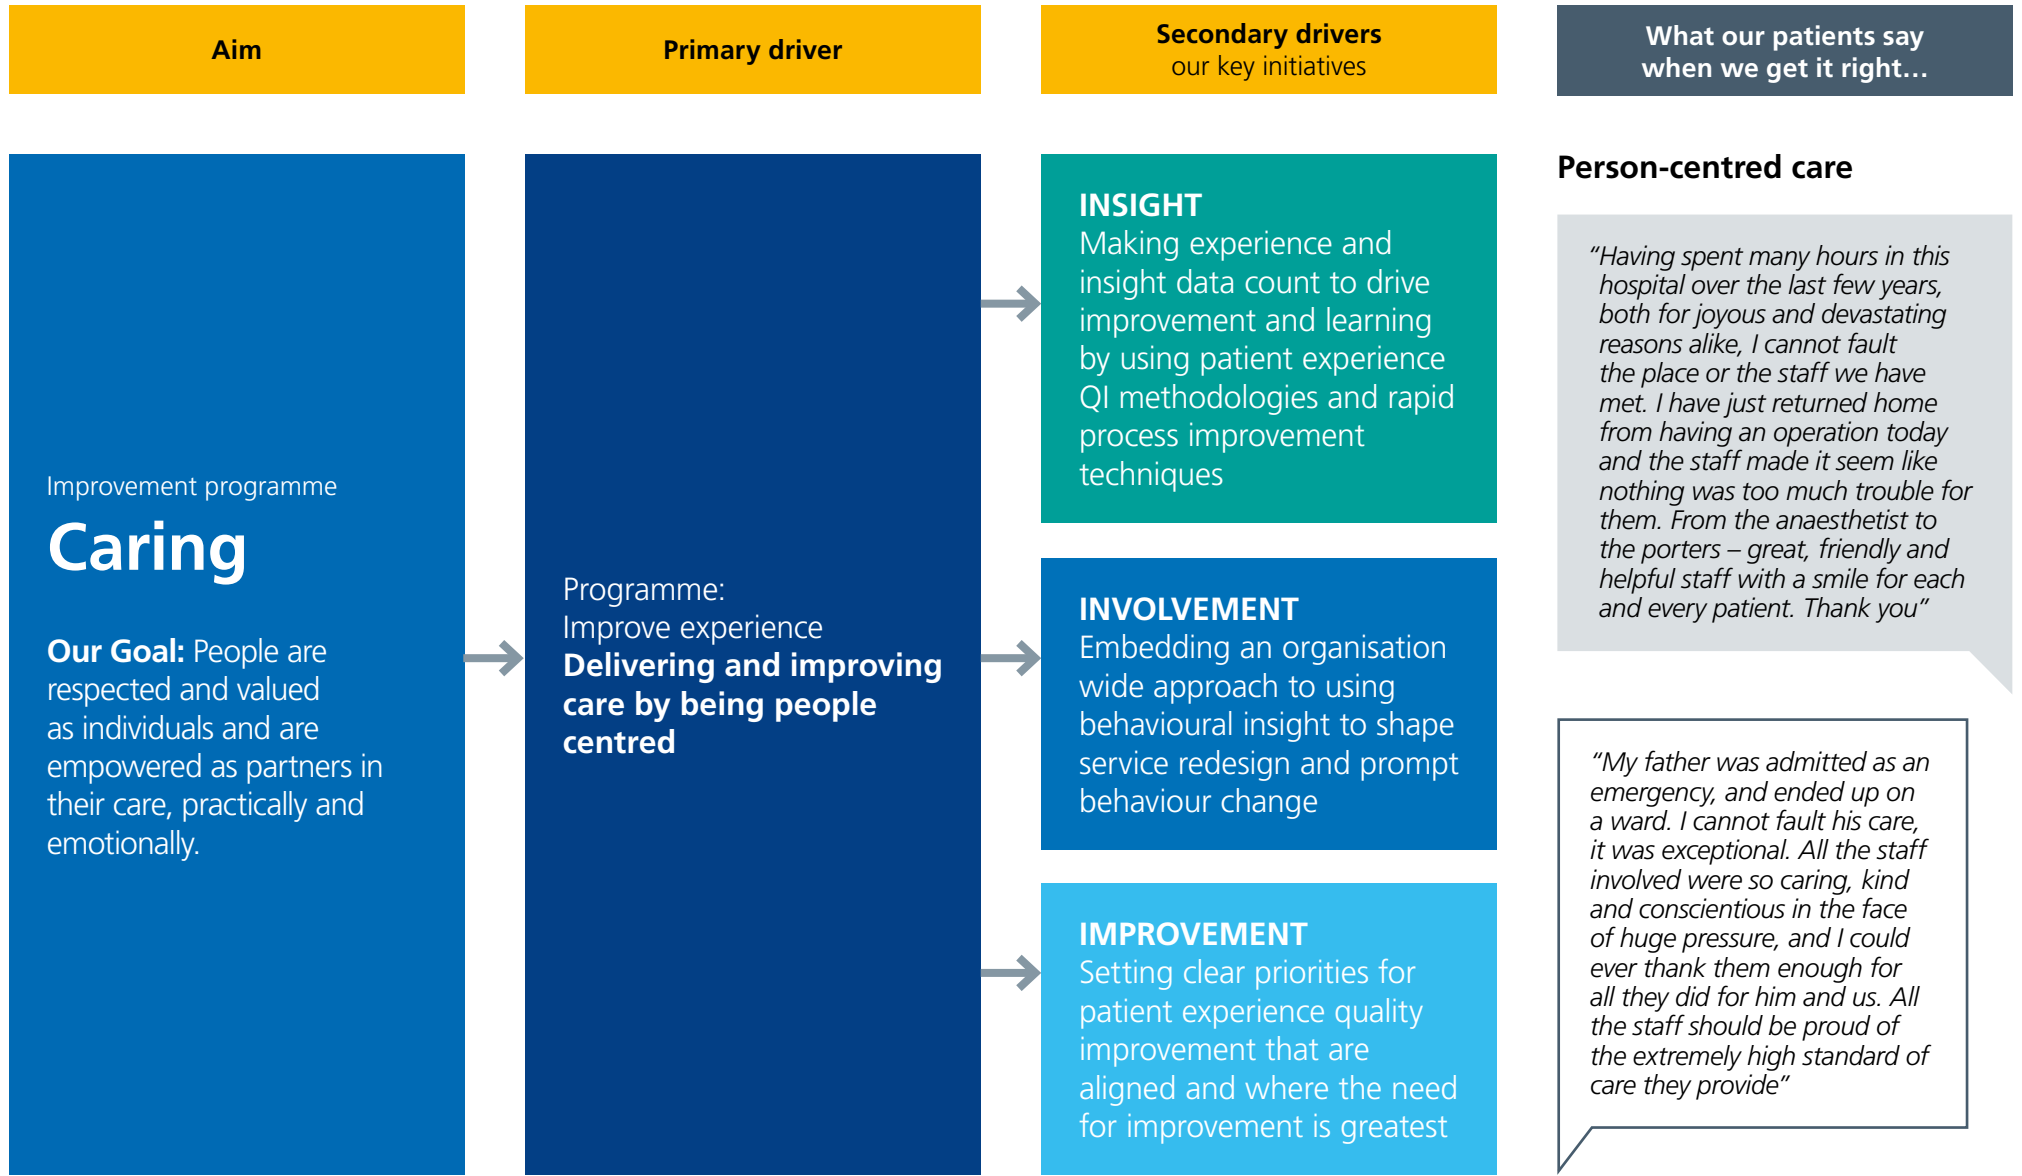 Aim
Primary driver
Secondary drivers
our key initiatives
What our patients say
when we get it right…
Improvement programme
Caring
Our Goal: People are
respected and valued
as individuals and are
empowered as partners in
their care, practically and
emotionally.
Programme:
Improve experience
Delivering and improving
care by being people
centred
INSIGHT
Making experience and
insight data count to drive
improvement and learning
by using patient experience
QI methodologies and rapid
process improvement
techniques
INVOLVEMENT
Embedding an organisation
wide approach to using
behavioural insight to shape
service redesign and prompt
behaviour change
IMPROVEMENT
Setting clear priorities for
patient experience quality
improvement that are
aligned and where the need
for improvement is greatest
Person-centred care
“Having spent many hours in this
hospital over the last few years,
both for joyous and devastating
reasons alike, I cannot fault
the place or the staff we have
met. I have just returned home
from having an operation today
and the staff made it seem like
nothing was too much trouble for
them. From the anaesthetist to
the porters – great, friendly and
helpful staff with a smile for each
and every patient. Thank you”
“My father was admitted as an
emergency, and ended up on
a ward. I cannot fault his care,
it was exceptional. All the staff
involved were so caring, kind
and conscientious in the face
of huge pressure, and I could
ever thank them enough for
all they did for him and us. All
the staff should be proud of
the extremely high standard of
care they provide”